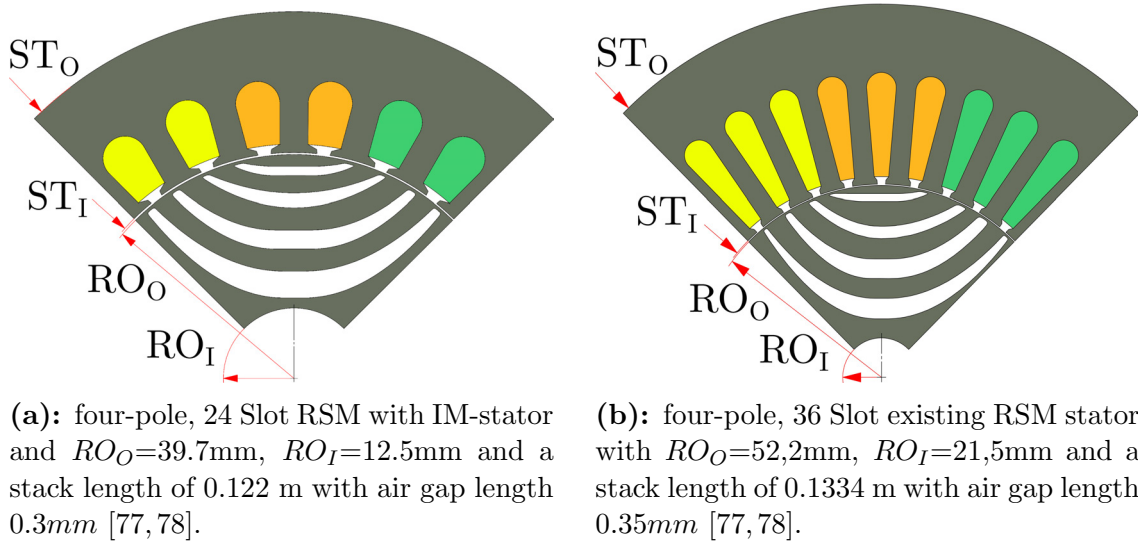 ST_O
ST_I
RO_O
RO_I
ST_O
ST_I
RO_O
RO_I
(a): four-pole, 24 Slot RSM with IM-stator
and RO_O=39.7mm, RO_I=12.5mm and a
stack length of 0.122 m with air gap length
0.3mm [77,78].
(b): four-pole, 36 Slot existing RSM stator
with RO_O=52,2mm, RO_I=21,5mm and a
stack length of 0.1334 m with air gap length
0.35mm [77,78].